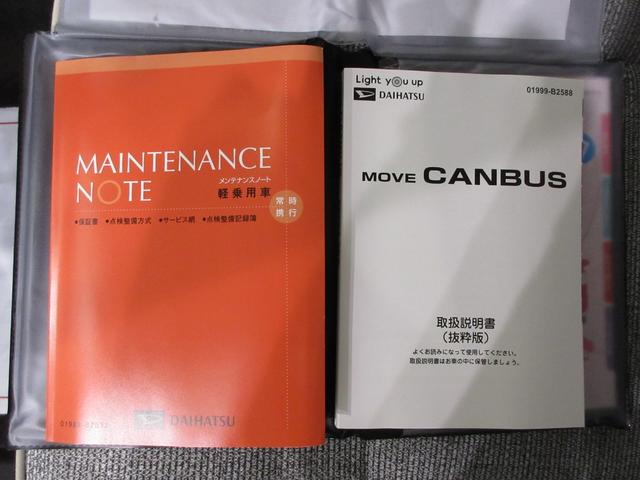 MAINTENANCE
NOTE
メンテナンスノート
軽乗用車
常時
携行
●保証書 ●点検整備方式 ●サービス網 ●点検整備記録簿
DAIHATSU
Light you up
DAIHATSU
01999-B2588
MOVE CANBUS
取扱説明書
(抜粋版)
よくお読みになって使用してください。
取扱説明書はお車の中に保管しましょう。